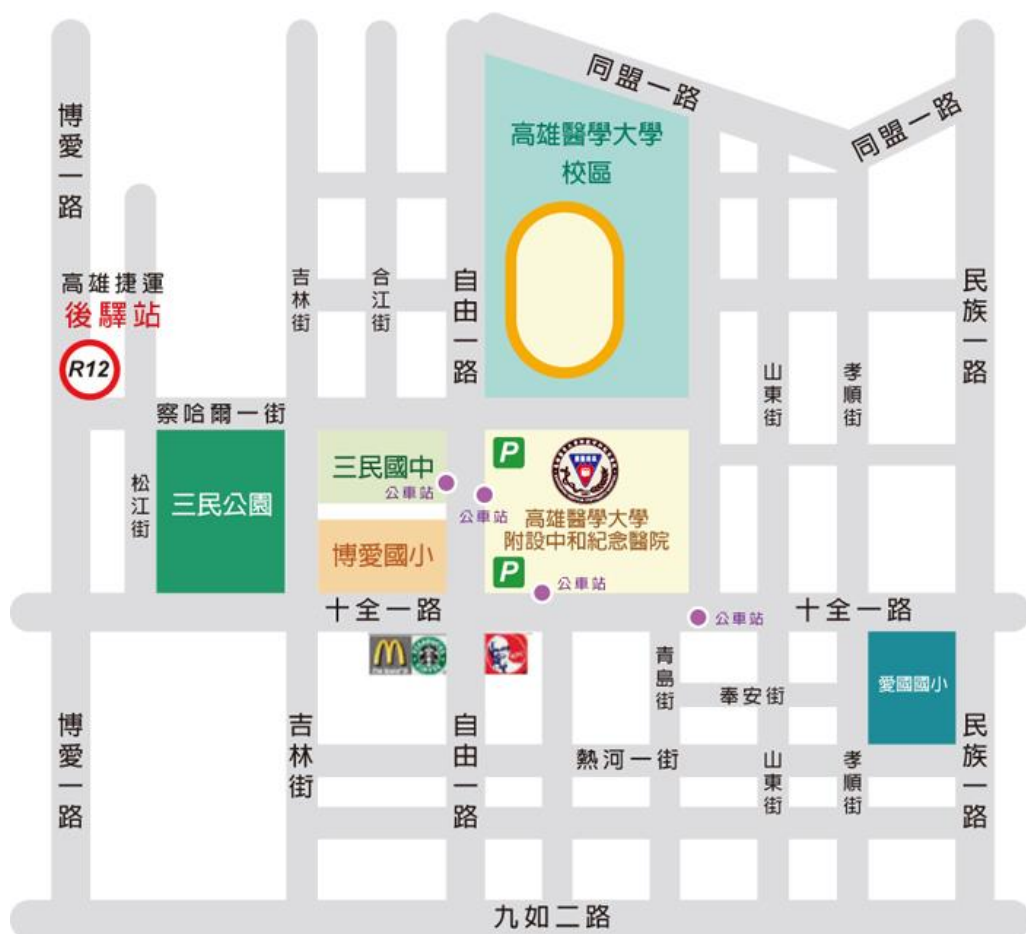 同盟一路
同盟一路
博愛一路
高雄醫學大學
校區
高雄捷運
後驛站
R12
吉林街
合江街
自由一路
民族一路
山東街
孝順街
察哈爾一街
松江街
三民公園
三民國中
公車站
P
公車站
高雄醫學大學
附設中和紀念醫院
博愛國小
P
公車站
十全一路
十全一路
公車站
青島街
愛國國小
奉安街
博愛一路
吉林街
自由一路
熱河一街
山東街
孝順街
民族一路
九如二路